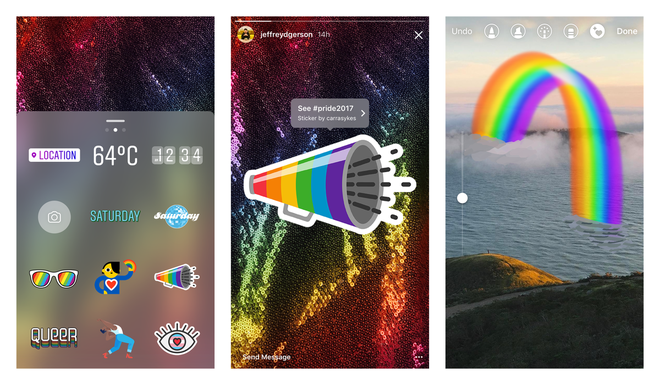 LOCATION
64°C
12 34
SATURDAY
Saturday
QUEER
jeffreydgerson 14h
See #pride2017
Sticker by carrasykes
Send Message
Undo
Done